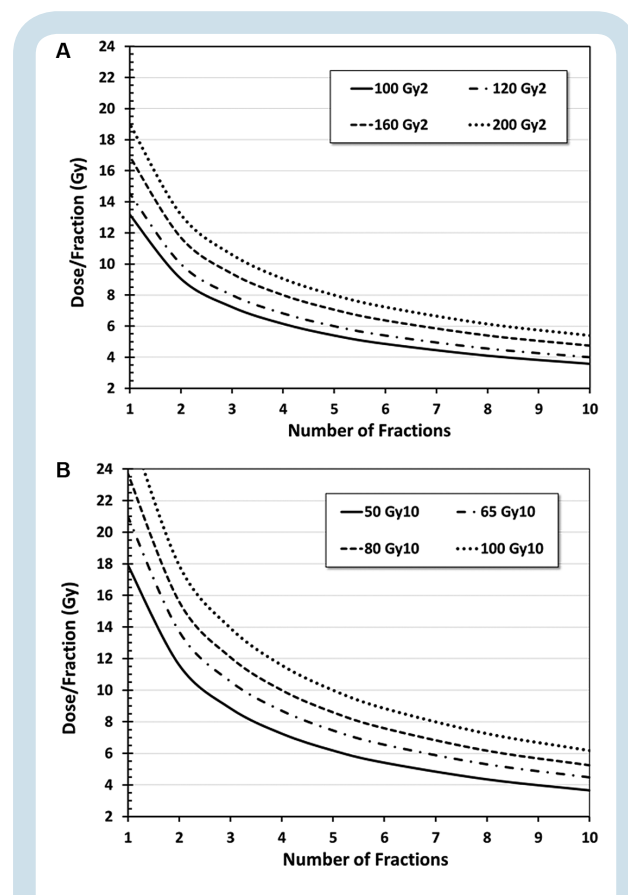 A
24
22
20
18
16
14
12
10
8
6
4
2
Dose/Fraction (Gy)
100 Gy2 120 Gy2
160 Gy2 200 Gy2
1 2 3 4 5 6 7 8 9 10
Number of Fractions
B
24
22
20
18
16
14
12
10
8
6
4
2
Dose/Fraction (Gy)
50 Gy10 65 Gy10
80 Gy10 100 Gy10
1 2 3 4 5 6 7 8 9 10
Number of Fractions